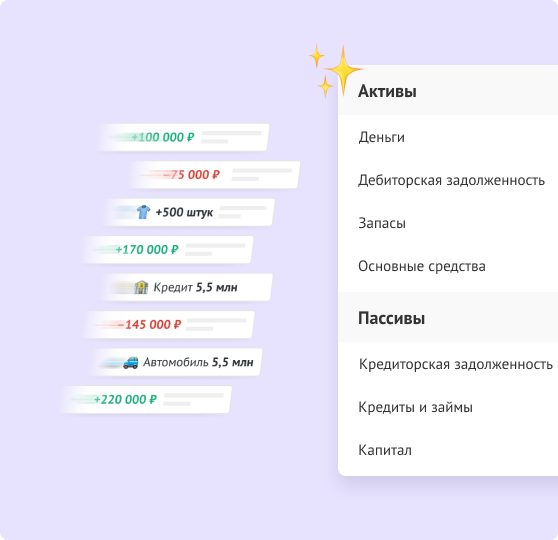 +100 000 ₽
–75 000 ₽
+500 штук
+170 000 ₽
Кредит 5,5 млн
–145 000 ₽
Автомобиль 5,5 млн
+220 000 ₽
Активы
Деньги
Дебиторская задолженность
Запасы
Основные средства
Пассивы
Кредиторская задолженность
Кредиты и займы
Капитал